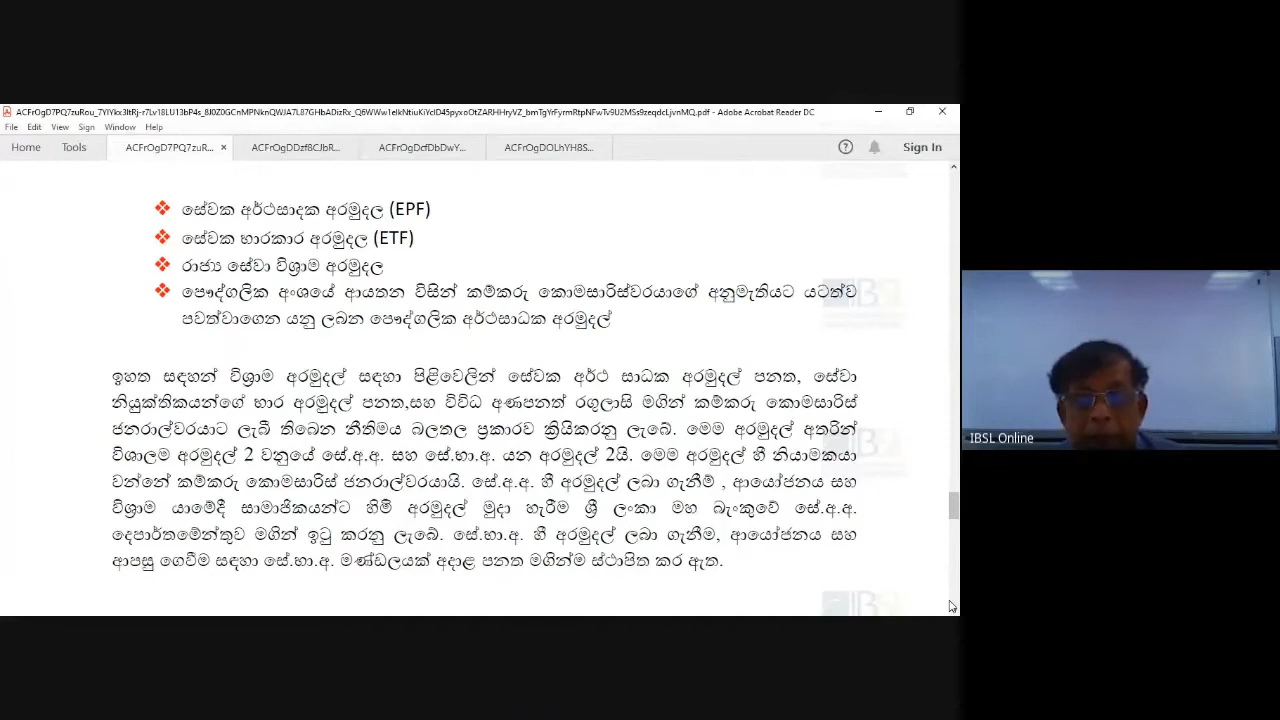 ACFrOgD7PQ7zuRou_7YlYkx3ltRj-r7Lv18LU13bP4s_8J0Z0GCnMPNknQWJA7L87GHbADizRx_Q6WWw1elkNtiuKiYclD45pyxoOtZARHHryVZ_bmTgYrFyrmRtpNFwTv9U2MSs9zeqdcLjvnMQ.pdf - Adobe Acrobat Reader DC
File Edit View Sign Window Help
Home Tools ACFrOgD7PQ7zuR... × ACFrOgDDzf8CJbR... ACFrOgDcfDbDwY... ACFrOgDOLhYH8S... Sign In
❖ සේවක අර්ථසාදක අරමුදල (EPF)
❖ සේවක භාරකාර අරමුදල (ETF)
❖ රාජ්‍ය සේවා විශ්‍රාම අරමුදල
❖ පෞද්ගලික අංශයේ ආයතන විසින් කම්කරු කොමසාරිස්වරයාගේ අනුමැතියට යටත්ව
පවත්වාගෙන යනු ලබන පෞද්ගලික අර්ථසාධක අරමුදල්
ඉහත සඳහන් විශ්‍රාම අරමුදල් සඳහා පිළිවෙලින් සේවක අර්ථ සාධක අරමුදල් පනත, සේවා
නියුක්තිකයන්ගේ භාර අරමුදල් පනත,සහ විවිධ අණපනත් රගුලාසි මගින් කම්කරු කොමසාරිස්
ජනරාල්වරයාට ලැබී තිබෙන නීතිමය බලතල ප්‍රකාරව ක්‍රියිකරනු ලැබේ. මෙම අරමුදල් අතරින්
විශාලම අරමුදල් 2 වනුයේ සේ.අ.අ. සහ සේ.භා.අ. යන අරමුදල් 2යි. මෙම අරමුදල් හී නියාමකයා
වන්නේ කම්කරු කොමසාරිස් ජනරාල්වරයායි. සේ.අ.අ. හී අරමුදල් ලබා ගැනීම් , ආයෝජනය සහ
විශ්‍රාම යාමේදී සාමාජිකයන්ට හිමි අරමුදල් මුදා හැරීම ශ්‍රී ලංකා මහ බැංකුවේ සේ.අ.අ.
දෙපාර්තමේන්තුව මගින් ඉටු කරනු ලැබේ. සේ.භා.අ. හී අරමුදල් ලබා ගැනීම, ආයෝජනය සහ
ආපසු ගෙවීම සඳහා සේ.භා.අ. මණ්ඩලයක් අදාළ පනත මගින්ම ස්ථාපිත කර ඇත.
IBSL Online